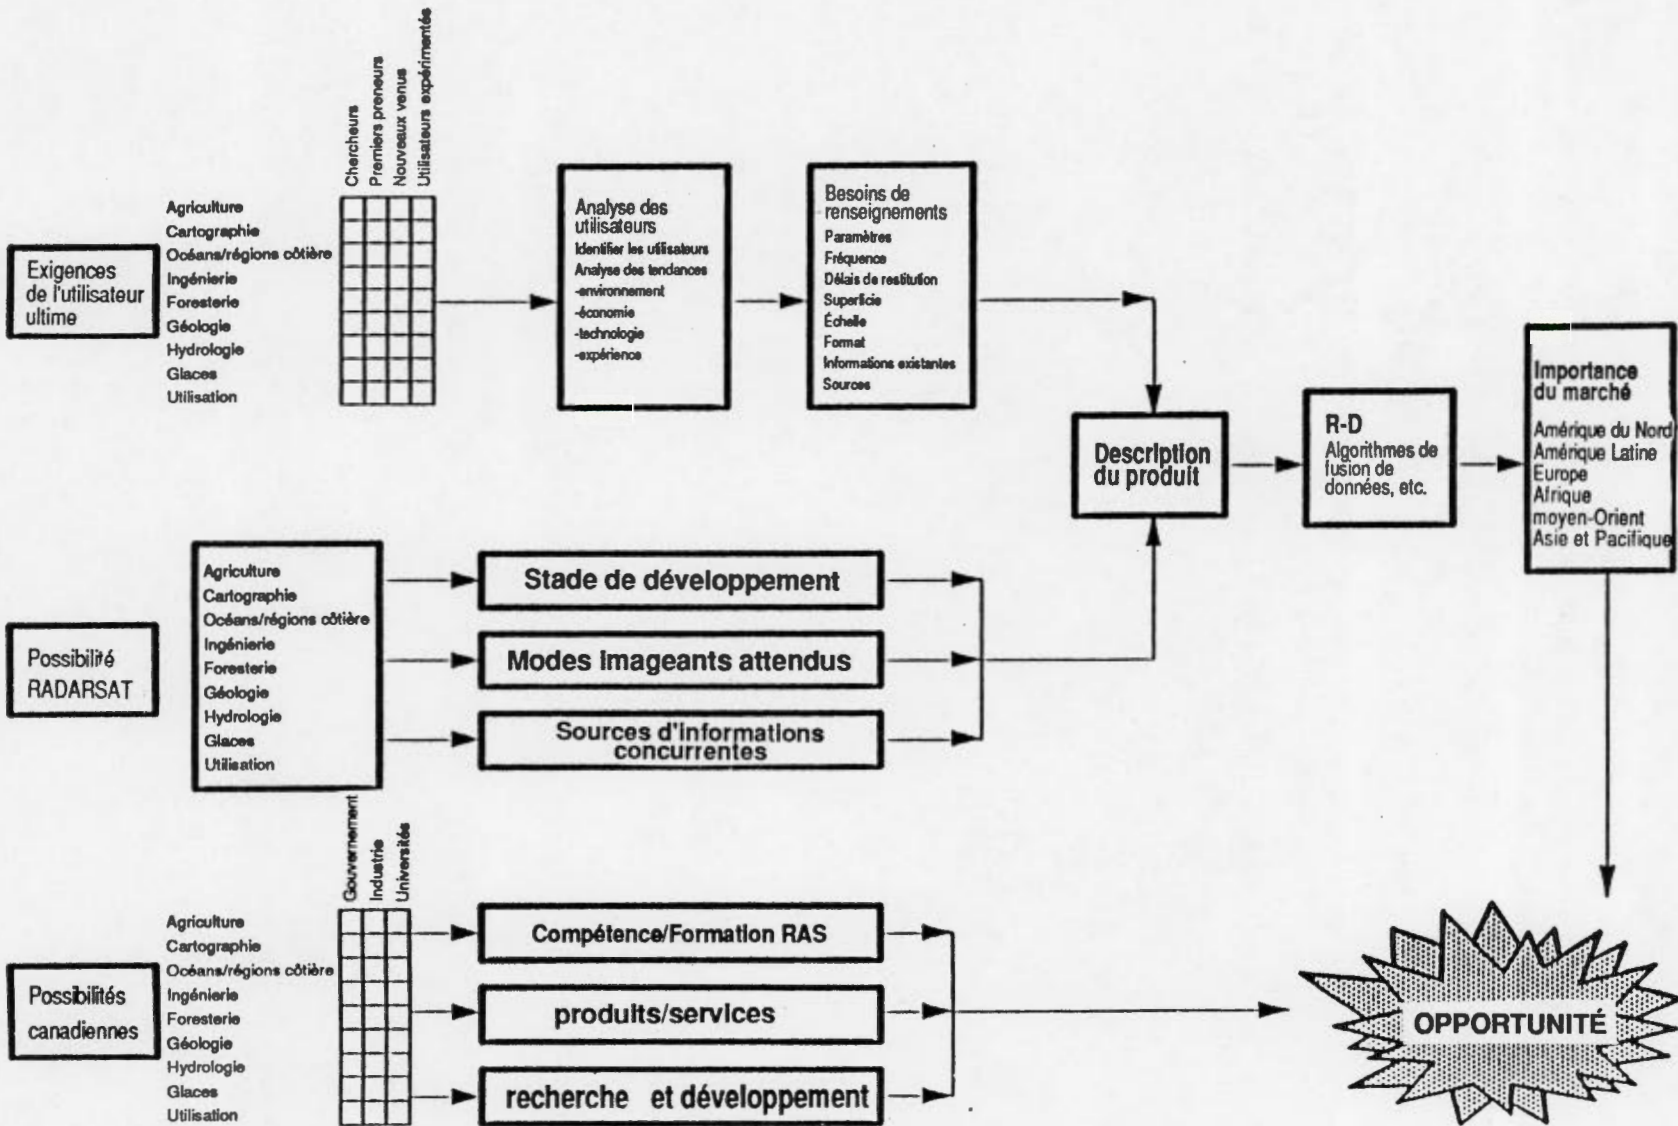 Chercheurs
Premiers preneurs
Nouveaux venus
Utilisateurs expérimentés
Exigences
de l'utilisateur
ultime
Agriculture
Cartographie
Océans/régions côtière
Ingénierie
Foresterie
Géologie
Hydrologie
Glaces
Utilisation
Analyse des
utilisateurs
Identifier les utilisateurs
Analyse des tendances
-environnement
-économie
-technologie
-expérience
Besoins de
renseignements
Paramètres
Fréquence
Délais de restitution
Superficie
Échelle
Format
Informations existantes
Sources
Description
du produit
R-D
Algorithmes de
fusion de
données, etc.
Importance
du marché
Amérique du Nord
Amérique Latine
Europe
Afrique
moyen-Orient
Asie et Pacifique
Possibilité
RADARSAT
Agriculture
Cartographie
Océans/régions côtière
Ingénierie
Foresterie
Géologie
Hydrologie
Glaces
Utilisation
Stade de développement
Modes imageants attendus
Sources d'informations
concurrentes
Gouvernement
Industrie
Universités
Possibilités
canadiennes
Agriculture
Cartographie
Océans/régions côtière
Ingénierie
Foresterie
Géologie
Hydrologie
Glaces
Utilisation
Compétence/Formation RAS
produits/services
recherche et développement
OPPORTUNITÉ